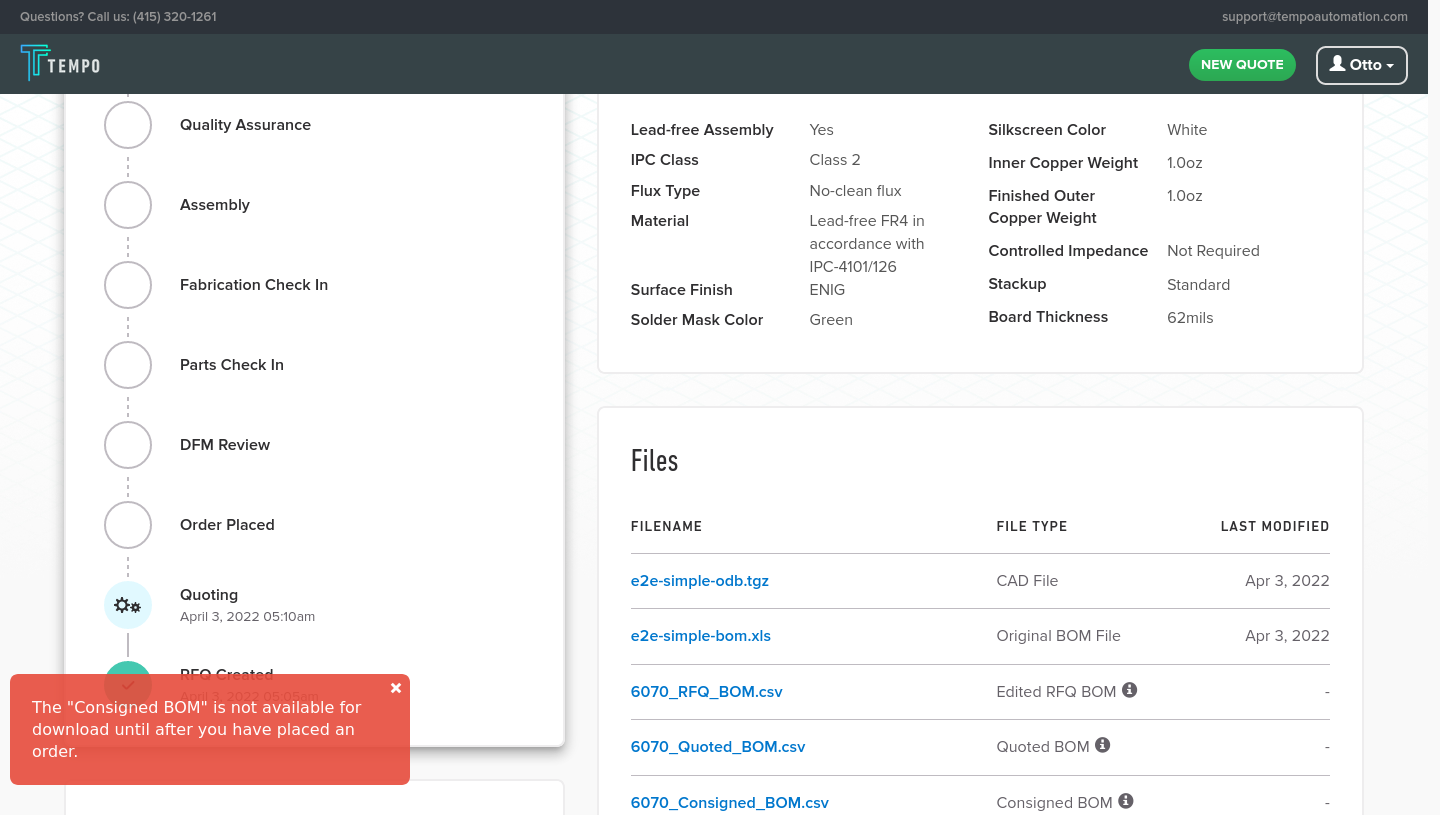 Questions? Call us: (415) 320-1261
support@tempoautomation.com
TEMPO
NEW QUOTE
Otto
Quality Assurance
Assembly
Fabrication Check In
Parts Check In
DFM Review
Order Placed
Quoting
April 3, 2022 05:10am
RFQ Created
April 3, 2022 05:05am
The "Consigned BOM" is not available for
download until after you have placed an
order.
Lead-free Assembly Yes
IPC Class Class 2
Flux Type No-clean flux
Material Lead-free FR4 in
accordance with
IPC-4101/126
Surface Finish ENIG
Solder Mask Color Green
Silkscreen Color White
Inner Copper Weight 1.0oz
Finished Outer 1.0oz
Copper Weight
Controlled Impedance Not Required
Stackup Standard
Board Thickness 62mils
Files
FILENAME FILE TYPE LAST MODIFIED
e2e-simple-odb.tgz CAD File Apr 3, 2022
e2e-simple-bom.xls Original BOM File Apr 3, 2022
6070_RFQ_BOM.csv Edited RFQ BOM -
6070_Quoted_BOM.csv Quoted BOM -
6070_Consigned_BOM.csv Consigned BOM -